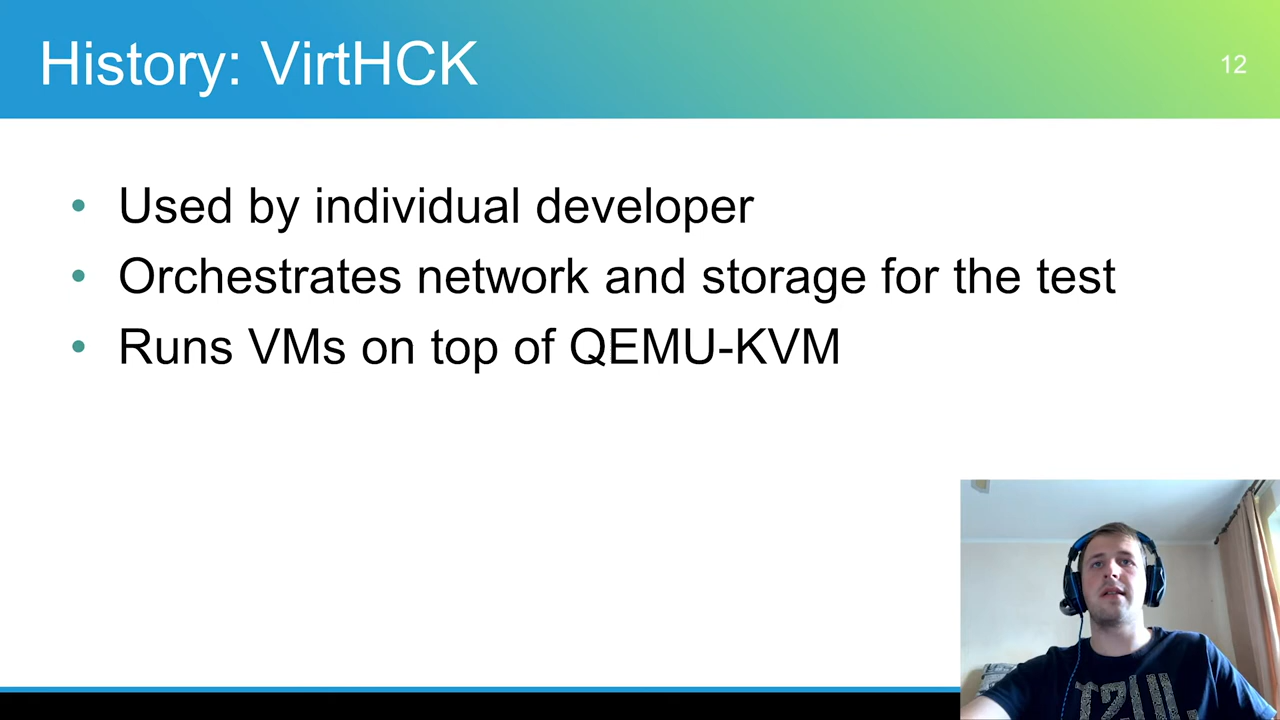 History: VirtHCK
12
• Used by individual developer
• Orchestrates network and storage for the test
• Runs VMs on top of QEMU-KVM